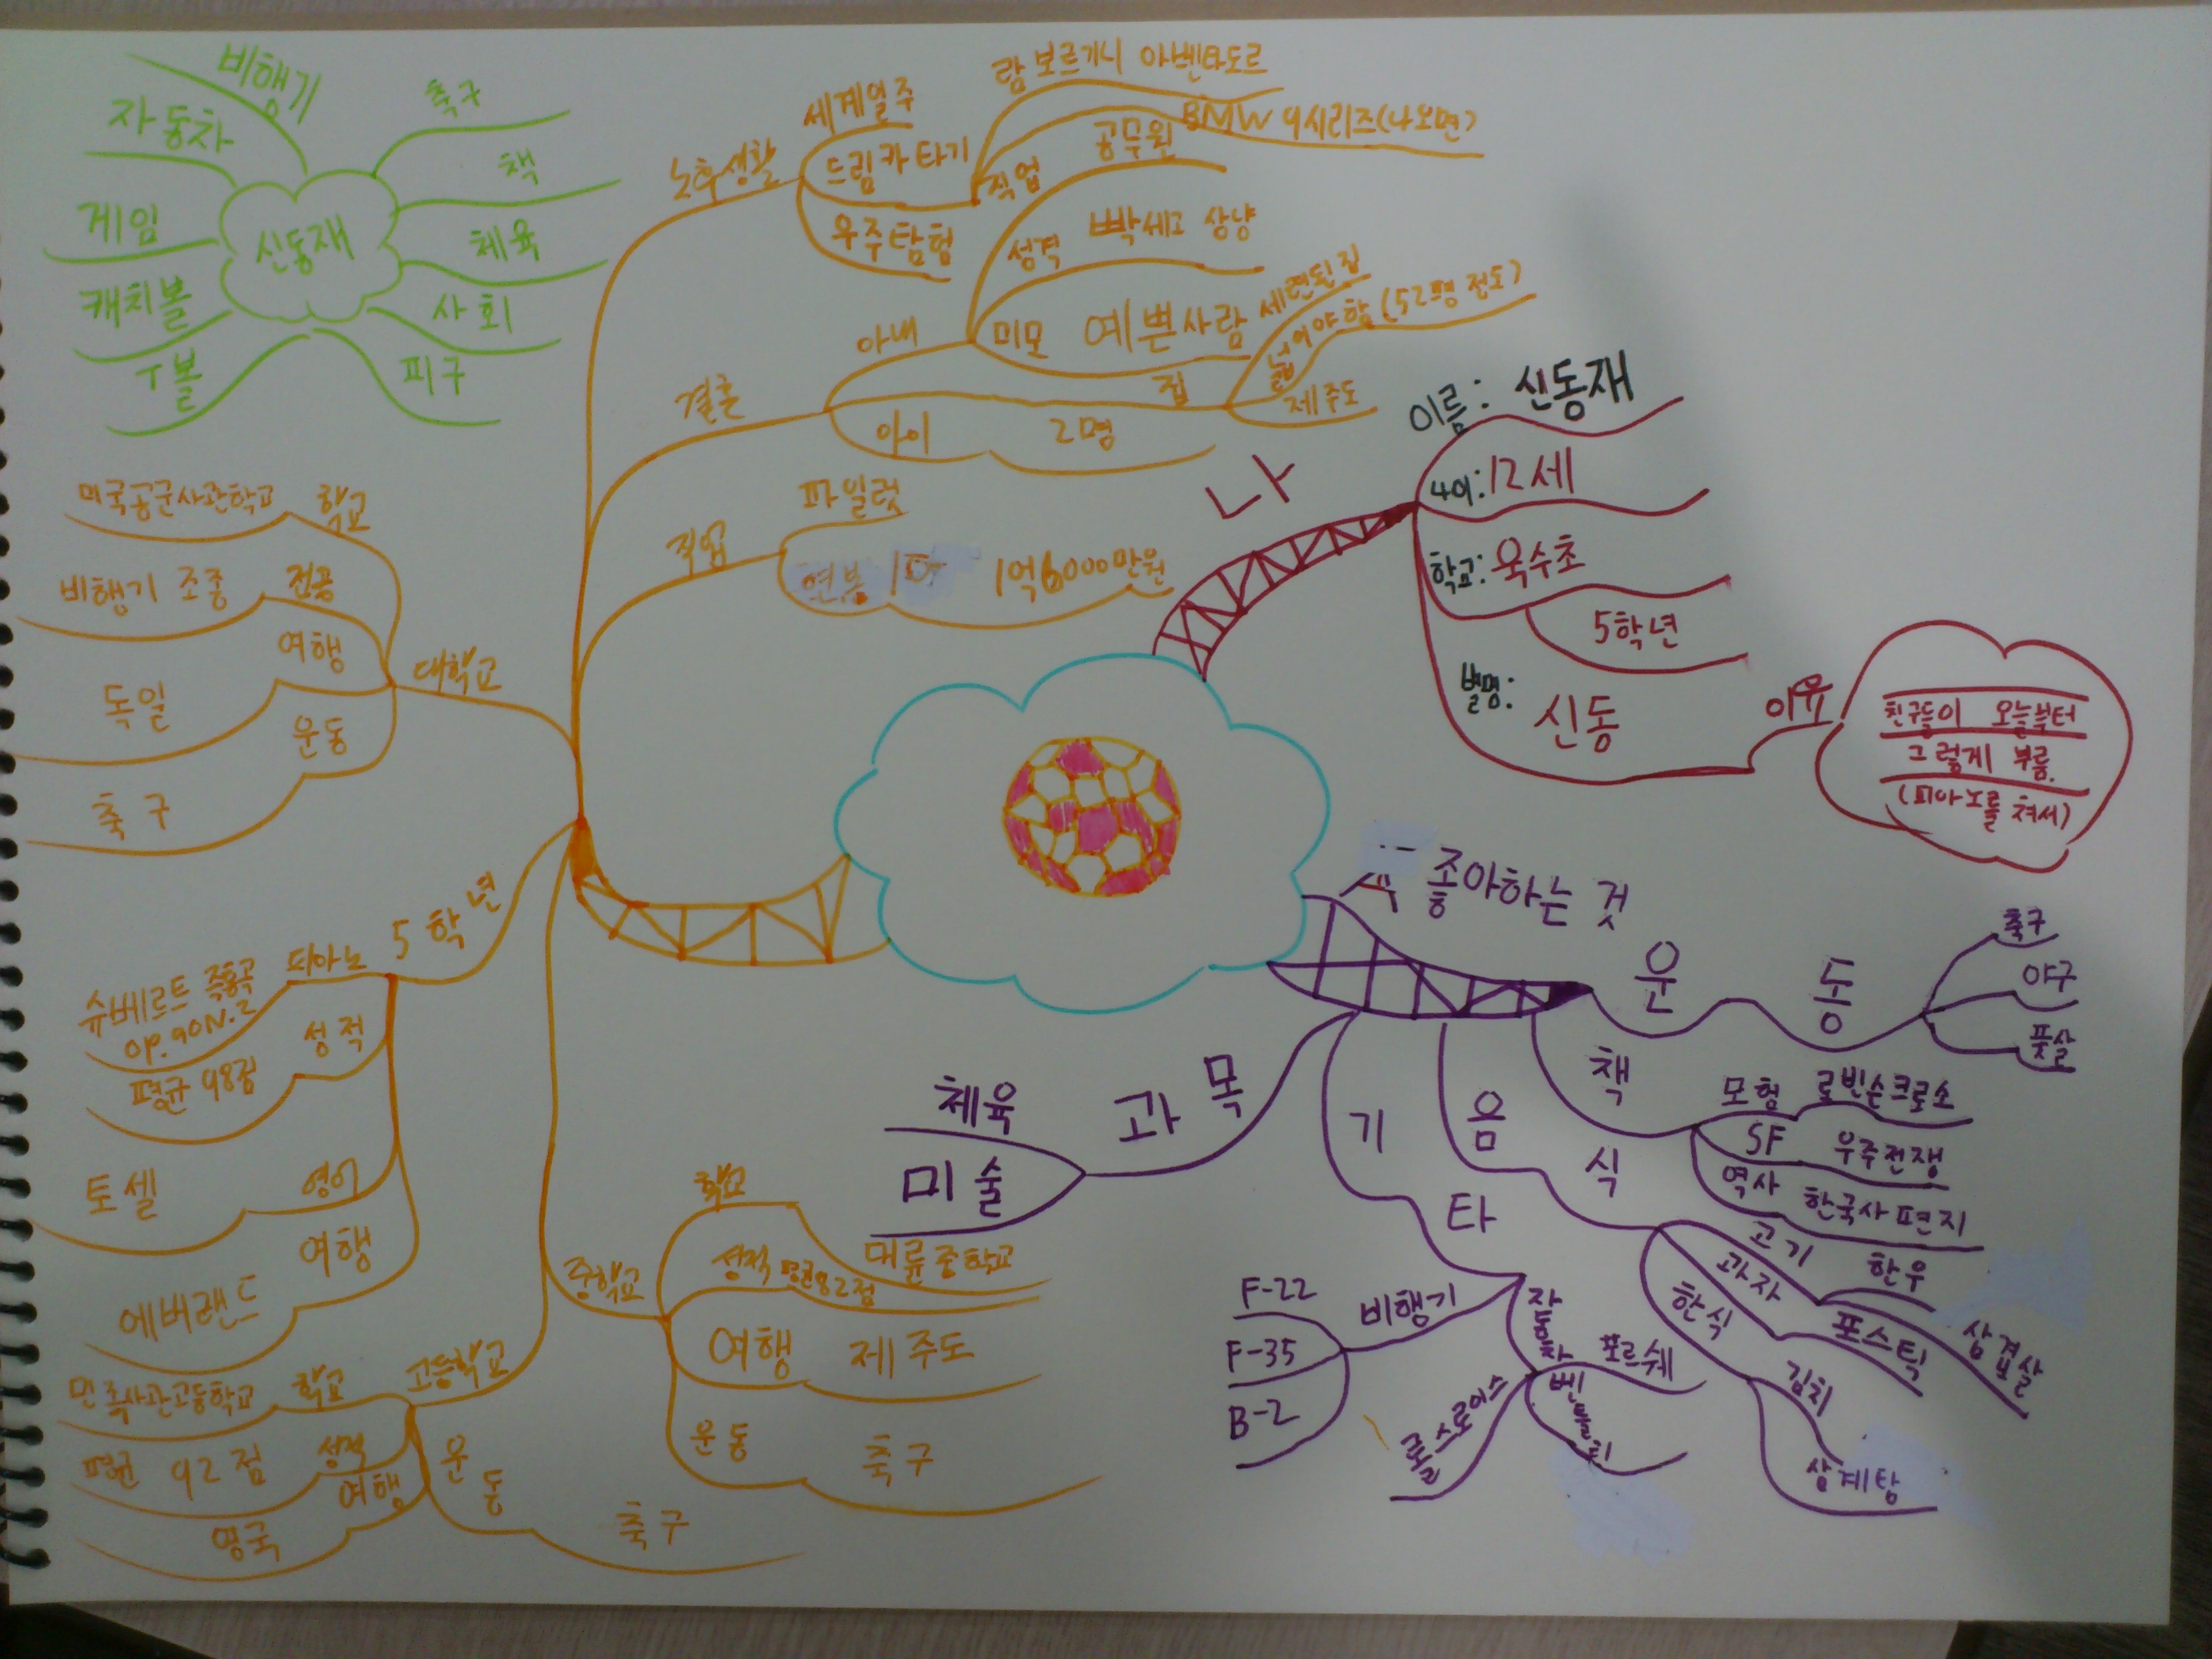 비행기
자동차
게임
캐치볼
T볼
신동재
축구
책
체육
사회
피구
노후생활
세계일주
드림카타기
람보르기니 아벤타도르
BMW 9시리즈(나오면)
우주탐험
결혼
아내
직업 공무원
성격 빡세고 상냥
미모 예쁜사람
집
세련된집
넓어야함 (52평 정도)
제주도
아이 2명
직업
파일럿
연봉 1억6000만원
대학교
학교
미국공군사관학교
전공
비행기 조종
여행
독일
운동
축구
5학년
피아노
슈베르트 즉흥곡
op.90N.2
성적
평균 98점
영어
토셀
여행
에버랜드
고등학교
학교
민족사관고등학교
성적
평균 92점
여행
영국
운동
축구
중학교
학교
대륜중학교
성적 평균92점
여행 제주도
운동 축구
나
이름: 신동재
12세
학교: 옥수초
5학년
별명: 신동
이유
친구들이 오늘부터
그렇게 부름.
(피아노를 쳐서)
좋아하는 것
운동
축구
야구
풋살
책
모험 로빈슨크로소
SF 우주전쟁
역사 한국사편지
음식
고기
한우
삼겹살
과자
포스틱
한식
김치
삼계탕
기타
비행기
F-22
F-35
B-2
자동차
포르쉐
벤틀리
롤스로이스
과목
체육
미술